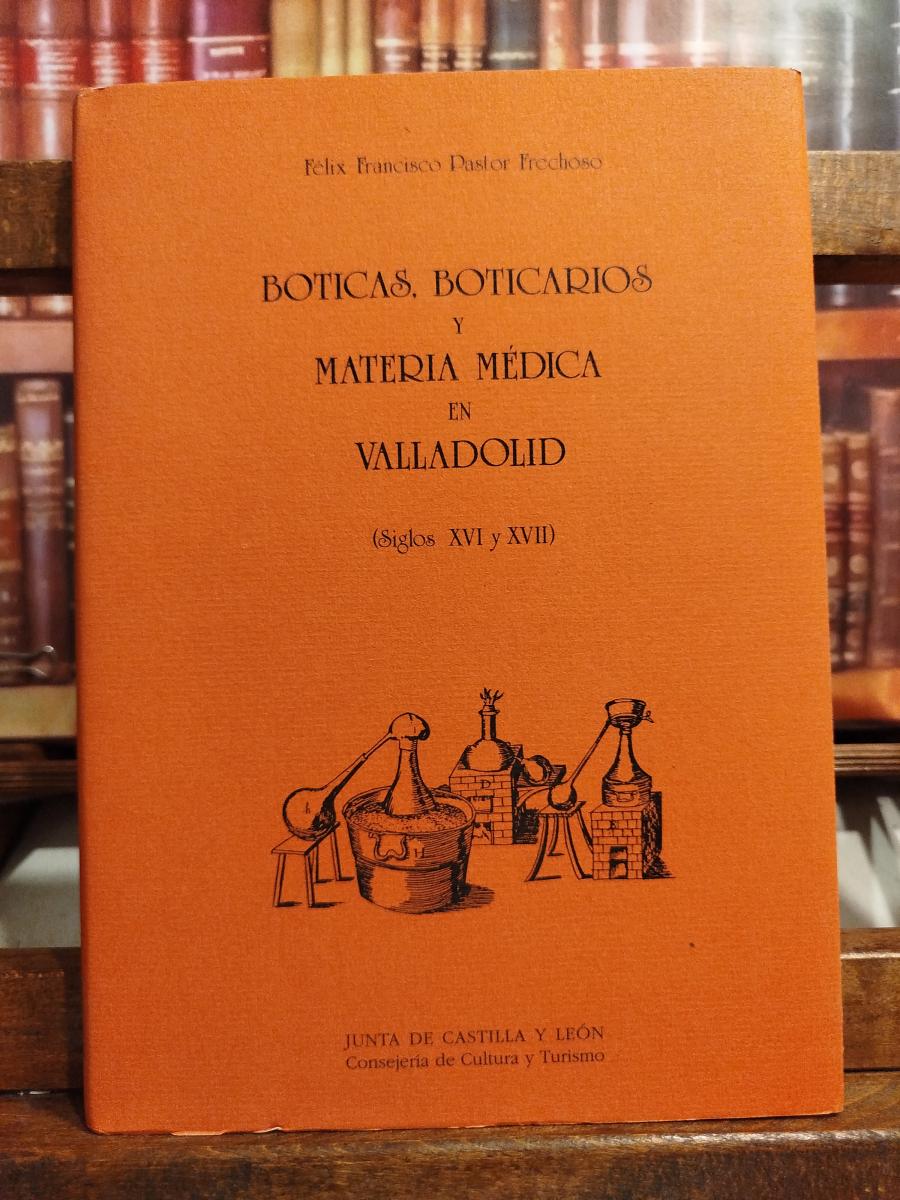 Félix Francisco Pastor Frechoso
BOTICAS, BOTICARIOS
Y
MATERIA MÉDICA
EN
VALLADOLID
(Siglos XVI y XVII)
JUNTA DE CASTILLA Y LEÓN
Consejería de Cultura y Turismo